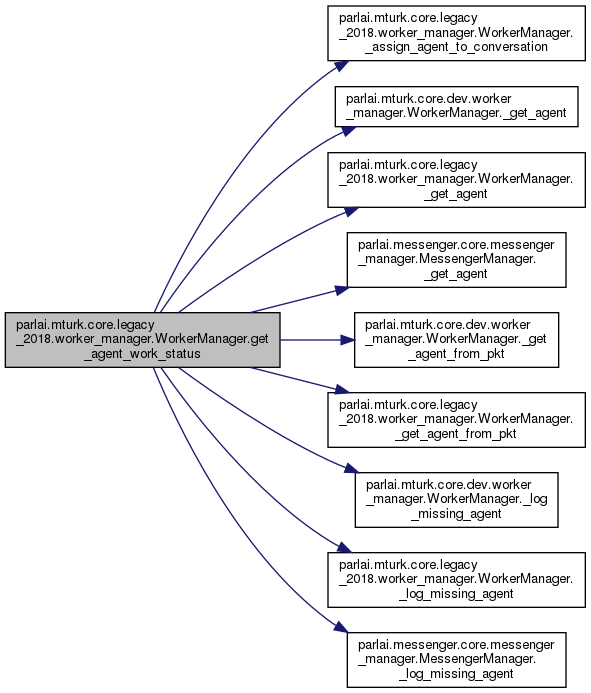 parlai.mturk.core.legacy
_2018.worker_manager.WorkerManager.get
_agent_work_status
parlai.mturk.core.legacy
_2018.worker_manager.WorkerManager.
_assign_agent_to_conversation
parlai.mturk.core.dev.worker
_manager.WorkerManager._get_agent
parlai.mturk.core.legacy
_2018.worker_manager.WorkerManager.
_get_agent
parlai.messenger.core.messenger
_manager.MessengerManager.
_get_agent
parlai.mturk.core.dev.worker
_manager.WorkerManager._get
_agent_from_pkt
parlai.mturk.core.legacy
_2018.worker_manager.WorkerManager.
_get_agent_from_pkt
parlai.mturk.core.dev.worker
_manager.WorkerManager._log
_missing_agent
parlai.mturk.core.legacy
_2018.worker_manager.WorkerManager.
_log_missing_agent
parlai.messenger.core.messenger
_manager.MessengerManager.
_log_missing_agent